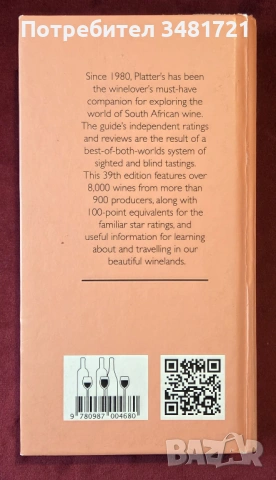 Потребител 3481721
Since 1980, Platter's has been
the winelover's must-have
companion for exploring the
world of South African wine.
The guide's independent ratings
and reviews are the result of a
best-of-both-worlds system of
sighted and blind tastings.
This 39th edition features over
8,000 wines from more than
900 producers, along with
100-point equivalents for the
familiar star ratings, and
useful information for learning
about and travelling in our
beautiful winelands.
9 780987 004680
BAZAR